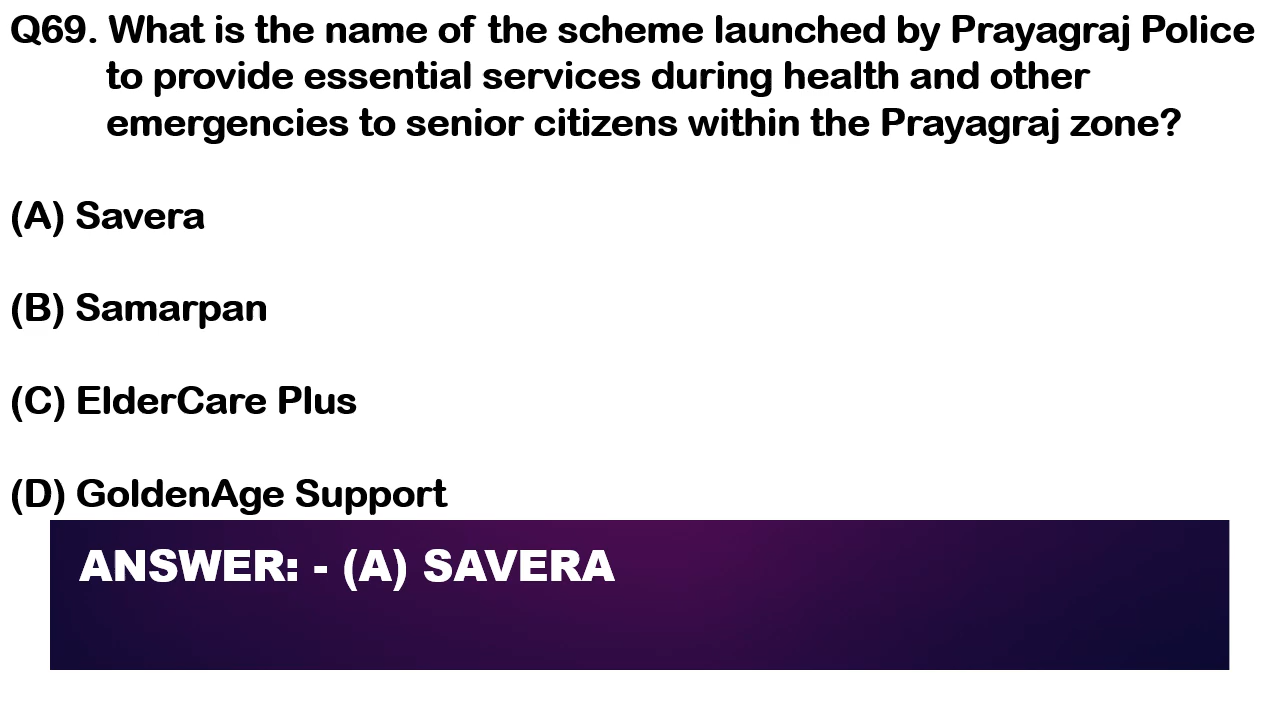 Q69. What is the name of the scheme launched by Prayagraj Police
to provide essential services during health and other
emergencies to senior citizens within the Prayagraj zone?
(A) Savera
(B) Samarpan
(C) ElderCare Plus
(D) GoldenAge Support
ANSWER: - (A) SAVERA